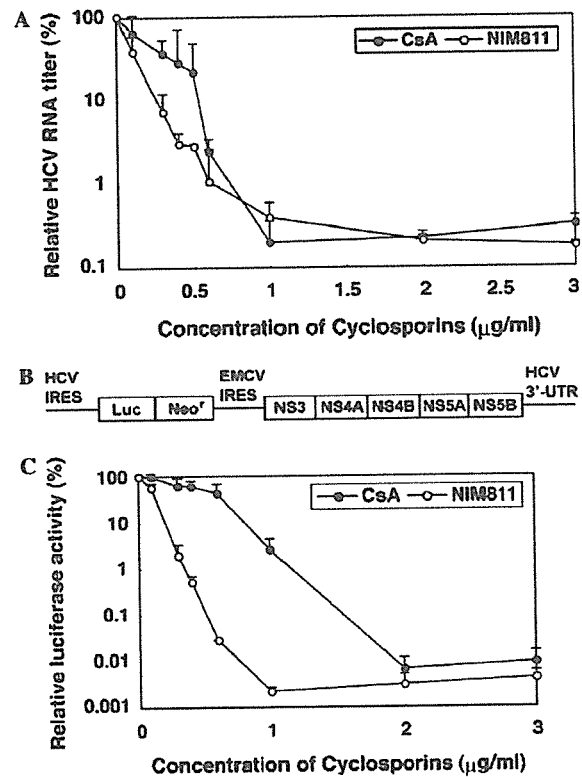 A
Relative HCV RNA titer (%)
100
10
1
0.1
CsA NIM811
0 0.5 1 1.5 2 2.5 3
Concentration of Cyclosporins (µg/ml)
B
HCV IRES
EMCV IRES
HCV 3'-UTR
Luc Neoʳ NS3 NS4A NS4B NS5A NS5B
C
Relative luciferase activity (%)
100
10
1
0.1
0.01
0.001
CsA NIM811
0 1 2 3
Concentration of Cyclosporins (µg/ml)